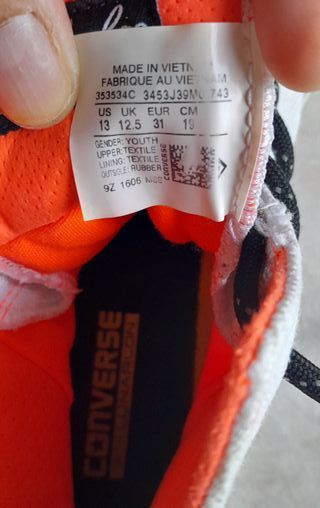 MADE IN VIETNAM
FABRIQUE AU VIETNAM
353534C 3453J39M0 743
US UK EUR CM
13 12.5 31 19
GENDER: YOUTH
UPPER: TEXTILE
LINING: TEXTILE
OUTSOLE: RUBBER
9Z 1606
CONVERSE
LUNARLON